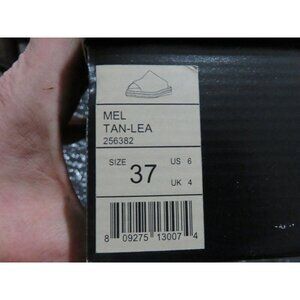 MEL
TAN-LEA
256382
SIZE 37 US 6
UK 4
8 09275 13007 4